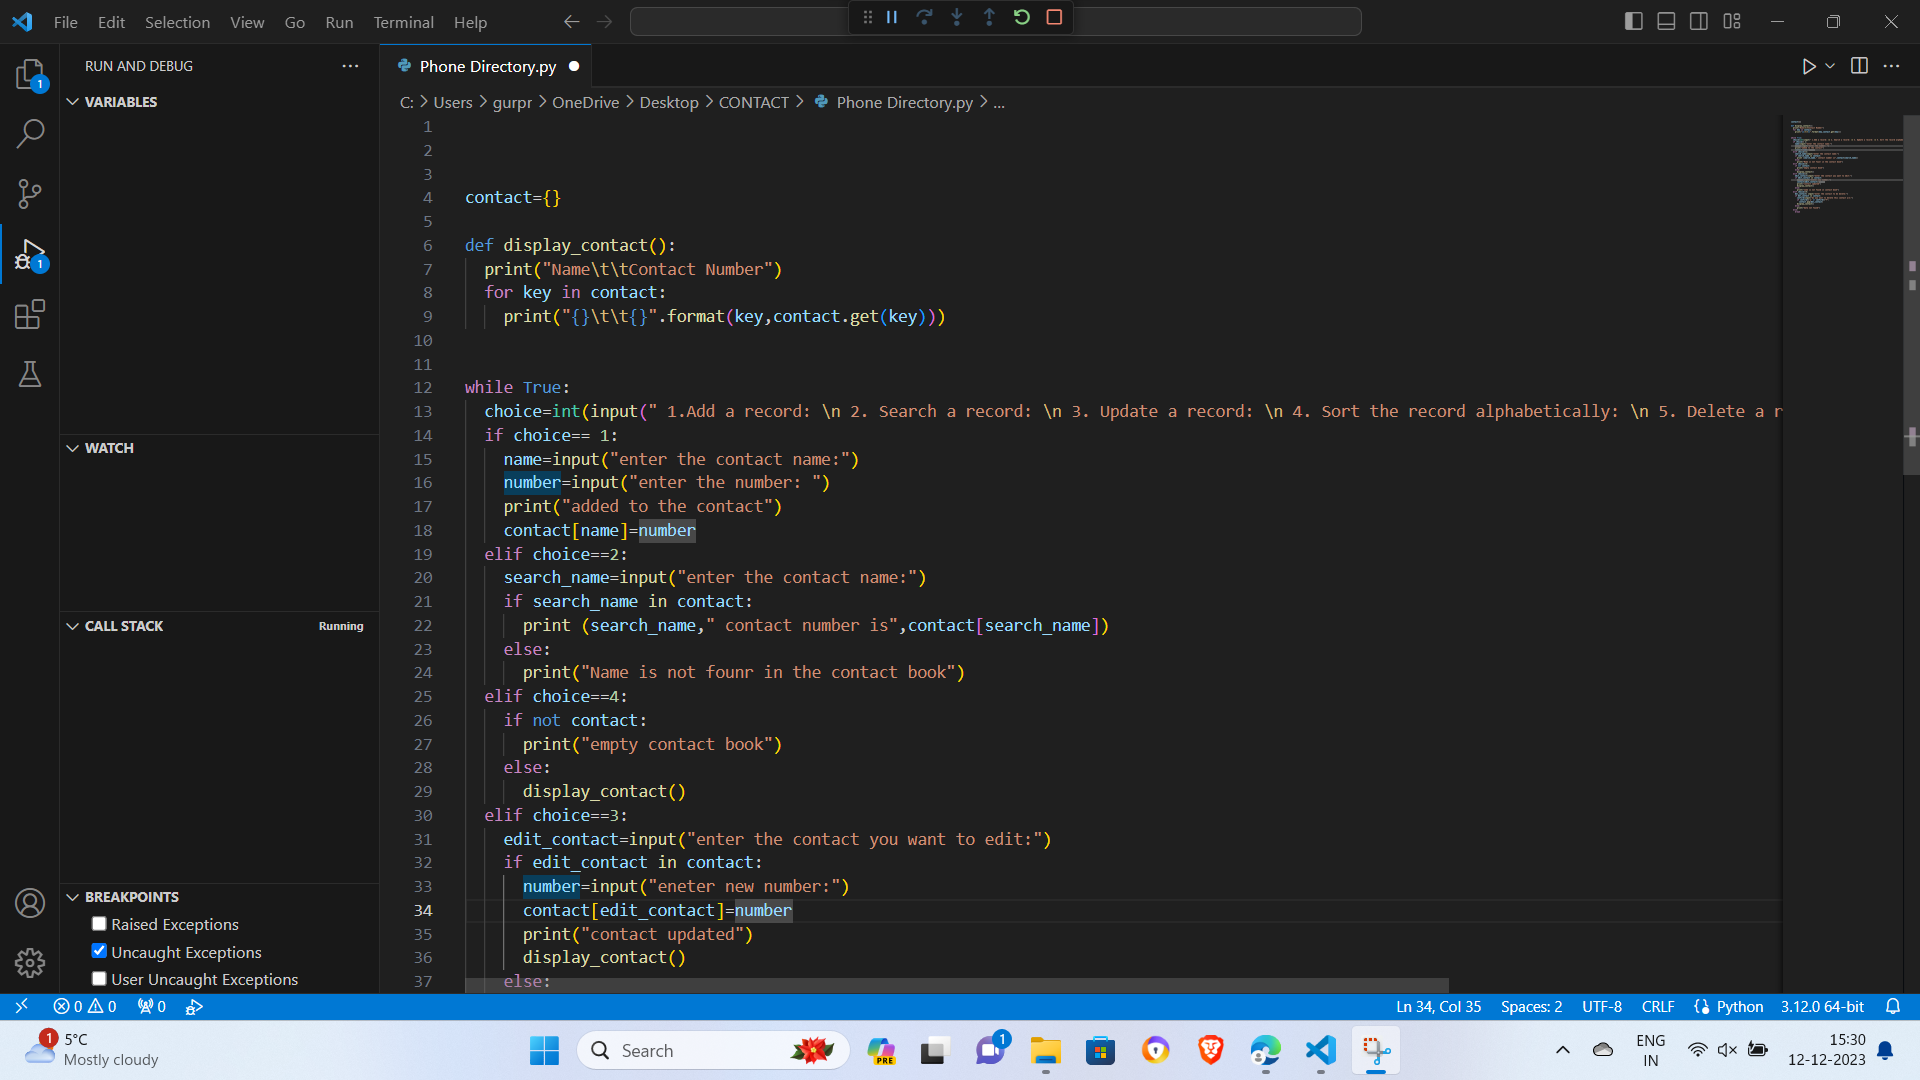 File Edit Selection View Go Run Terminal Help
RUN AND DEBUG
VARIABLES
WATCH
CALL STACK Running
BREAKPOINTS
Raised Exceptions
Uncaught Exceptions
User Uncaught Exceptions
1
1
Phone Directory.py
C: > Users > gurpr > OneDrive > Desktop > CONTACT > Phone Directory.py > ...
1
2
3
4 contact={}
5
6 def display_contact():
7 print("Name\t\tContact Number")
8 for key in contact:
9 print("{}\t\t{}".format(key,contact.get(key)))
10
11
12 while True:
13 choice=int(input(" 1.Add a record: \n 2. Search a record: \n 3. Update a record: \n 4. Sort the record alphabetically: \n 5. Delete a r
14 if choice== 1:
15 name=input("enter the contact name:")
16 number=input("enter the number: ")
17 print("added to the contact")
18 contact[name]=number
19 elif choice==2:
20 search_name=input("enter the contact name:")
21 if search_name in contact:
22 print (search_name," contact number is",contact[search_name])
23 else:
24 print("Name is not founr in the contact book")
25 elif choice==4:
26 if not contact:
27 print("empty contact book")
28 else:
29 display_contact()
30 elif choice==3:
31 edit_contact=input("enter the contact you want to edit:")
32 if edit_contact in contact:
33 number=input("eneter new number:")
34 contact[edit_contact]=number
35 print("contact updated")
36 display_contact()
37 else:
0 0 0 Ln 34, Col 35 Spaces: 2 UTF-8 CRLF {} Python 3.12.0 64-bit
1 5°C
Mostly cloudy
Search
PRE
1
ENG
IN
15:30
12-12-2023